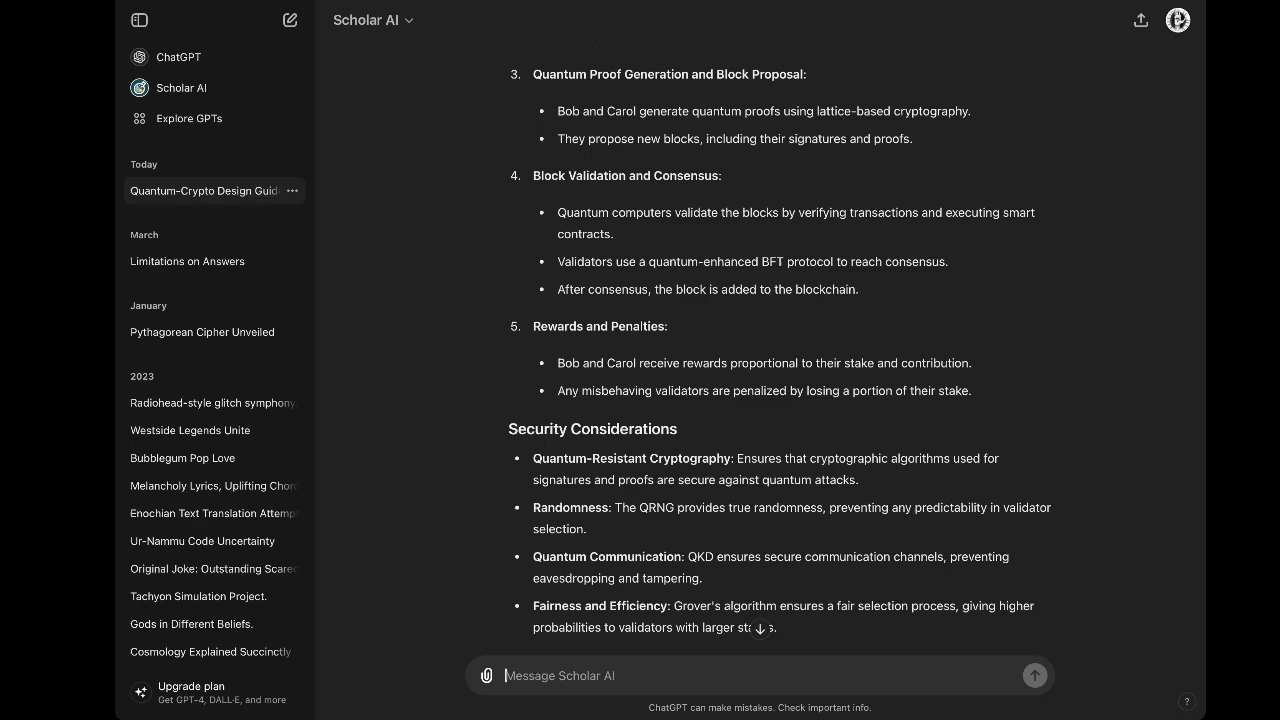 Scholar AI
ChatGPT
Scholar AI
Explore GPTs
Today
Quantum-Crypto Design Guid
March
Limitations on Answers
January
Pythagorean Cipher Unveiled
2023
Radiohead-style glitch symphony.
Westside Legends Unite
Bubblegum Pop Love
Melancholy Lyrics, Uplifting Chor
Enochian Text Translation Attemp
Ur-Nammu Code Uncertainty
Original Joke: Outstanding Scarec
Tachyon Simulation Project.
Gods in Different Beliefs.
Cosmology Explained Succinctly
Upgrade plan
Get GPT-4, DALL·E, and more
3. Quantum Proof Generation and Block Proposal:
• Bob and Carol generate quantum proofs using lattice-based cryptography.
• They propose new blocks, including their signatures and proofs.
4. Block Validation and Consensus:
• Quantum computers validate the blocks by verifying transactions and executing smart
contracts.
• Validators use a quantum-enhanced BFT protocol to reach consensus.
• After consensus, the block is added to the blockchain.
5. Rewards and Penalties:
• Bob and Carol receive rewards proportional to their stake and contribution.
• Any misbehaving validators are penalized by losing a portion of their stake.
Security Considerations
• Quantum-Resistant Cryptography: Ensures that cryptographic algorithms used for
signatures and proofs are secure against quantum attacks.
• Randomness: The QRNG provides true randomness, preventing any predictability in validator
selection.
• Quantum Communication: QKD ensures secure communication channels, preventing
eavesdropping and tampering.
• Fairness and Efficiency: Grover's algorithm ensures a fair selection process, giving higher
probabilities to validators with larger
Message Scholar AI
ChatGPT can make mistakes. Check important info.
?